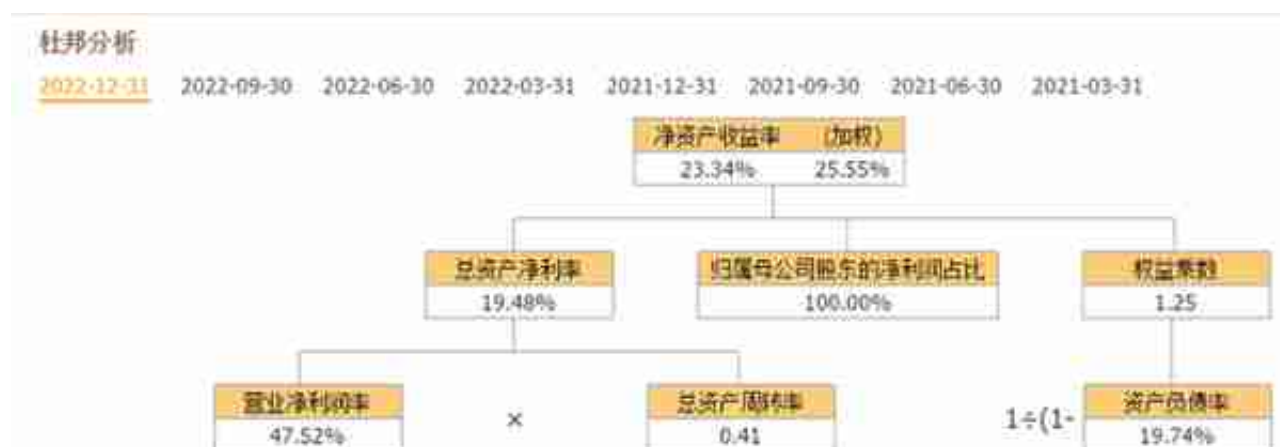 杜邦分析
2022-12-31 2022-09-30 2022-06-30 2022-03-31 2021-12-31 2021-09-30 2021-06-30 2021-03-31
净资产收益率 (加权)
23.34% 25.55%
总资产净利率 归属母公司股东的净利润占比 权益乘数
19.48% 100.00% 1.25
营业净利润率 × 总资产周转率 1÷(1- 资产负债率
47.52% 0.41 19.74%